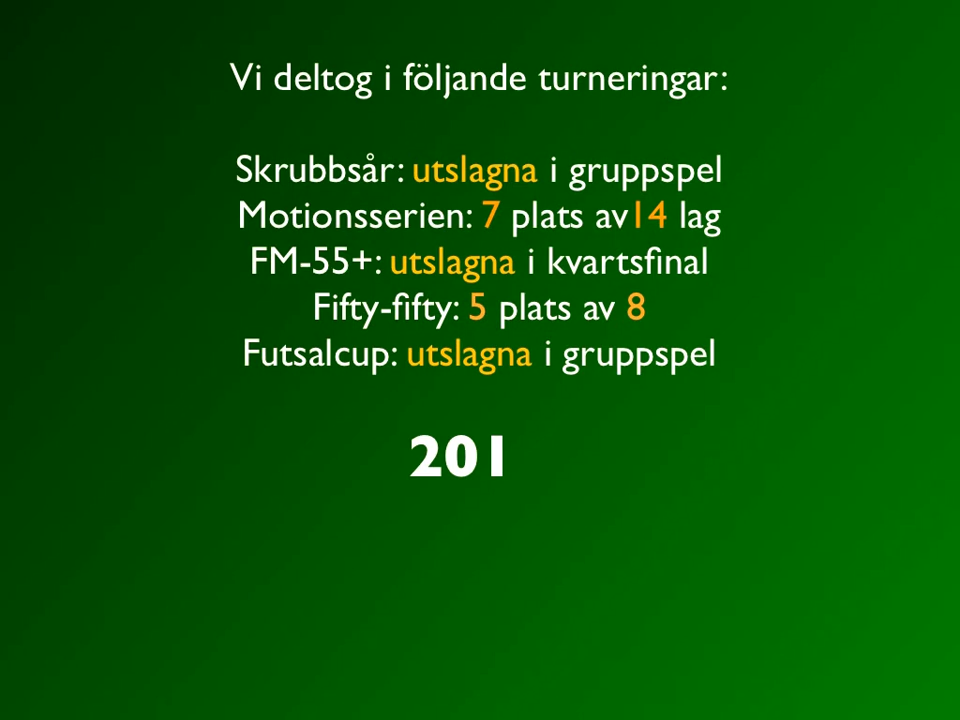 Vi deltog i följande turneringar:
Skrubbsår: utslagna i gruppspel
Motionsserien: 7 plats av14 lag
FM-55+: utslagna i kvartsfinal
Fifty-fifty: 5 plats av 8
Futsalcup: utslagna i gruppspel
201